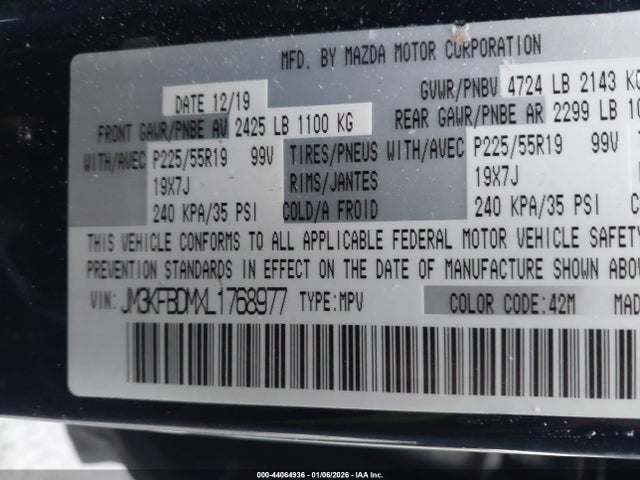 MFD. BY MAZDA MOTOR CORPORATION
DATE 12/19 GVWR/PNBV 4724 LB 2143 KG
FRONT GAWR/PNBE AV 2425 LB 1100 KG REAR GAWR/PNBE AR 2299 LB
WITH/AVEC P225/55R19 99V TIRES/PNEUS WITH/AVEC P225/55R19 99V
19X7J RIMS/JANTES 19X7J
240 KPA/35 PSI COLD/A FROID 240 KPA/35 PSI
THIS VEHICLE CONFORMS TO ALL APPLICABLE FEDERAL MOTOR VEHICLE SAFETY
PREVENTION STANDARDS IN EFFECT ON THE DATE OF MANUFACTURE SHOWN ABOV
VIN: JM3KFBDMXL1768977 TYPE:MPV COLOR CODE:42M MAD
000-44064936 - 01/06/2026 - IAA Inc.